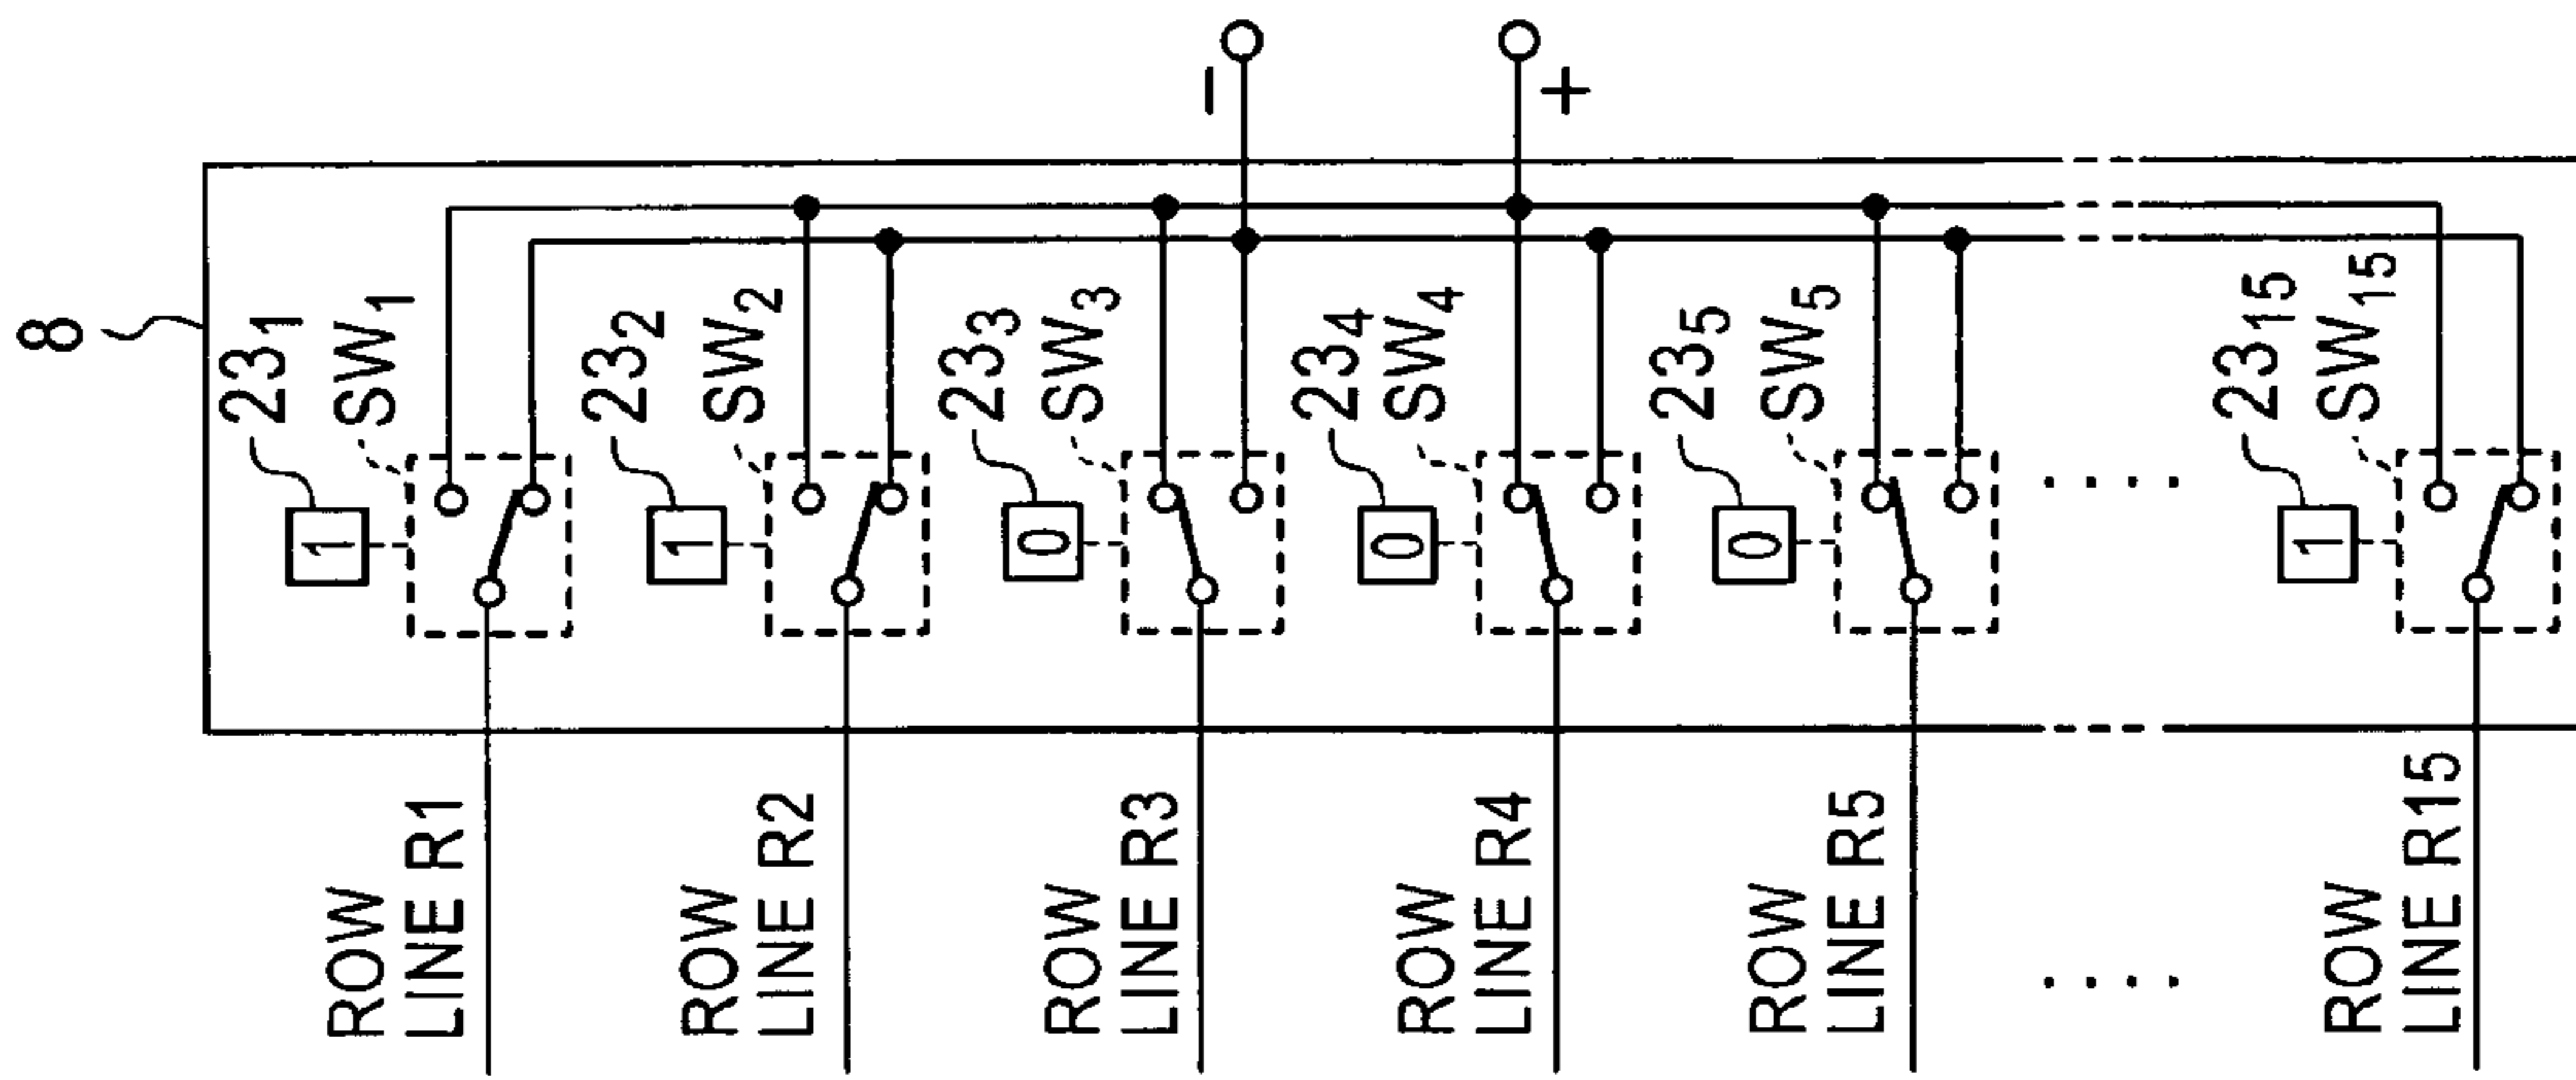 8
23₁
SW₁
1
ROW
LINE R1
23₂
SW₂
1
ROW
LINE R2
23₃
SW₃
0
ROW
LINE R3
23₄
SW₄
0
ROW
LINE R4
23₅
SW₅
0
ROW
LINE R5
. . . .
. . . .
23₁₅
SW₁₅
1
ROW
LINE R15
−
+